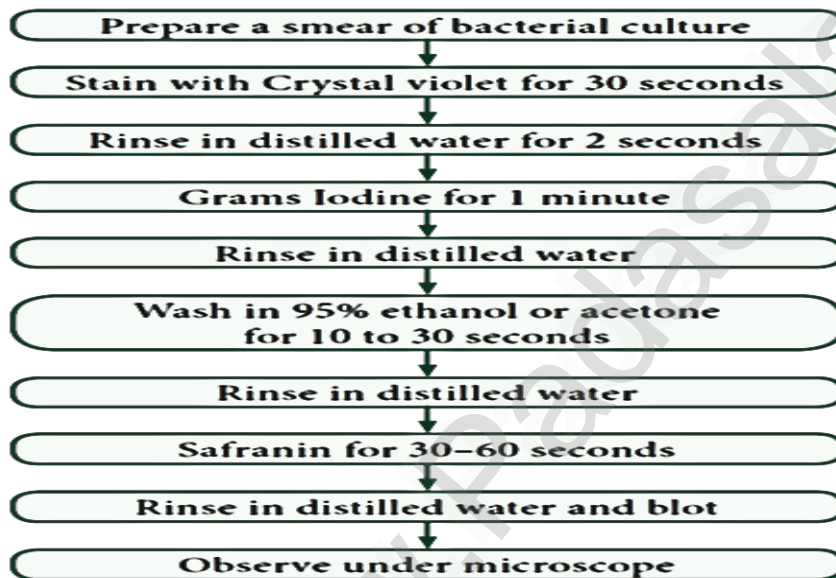 Prepare a smear of bacterial culture
Stain with Crystal violet for 30 seconds
Rinse in distilled water for 2 seconds
Grams Iodine for 1 minute
Rinse in distilled water
Wash in 95% ethanol or acetone
for 10 to 30 seconds
Rinse in distilled water
Safranin for 30–60 seconds
Rinse in distilled water and blot
Observe under microscope